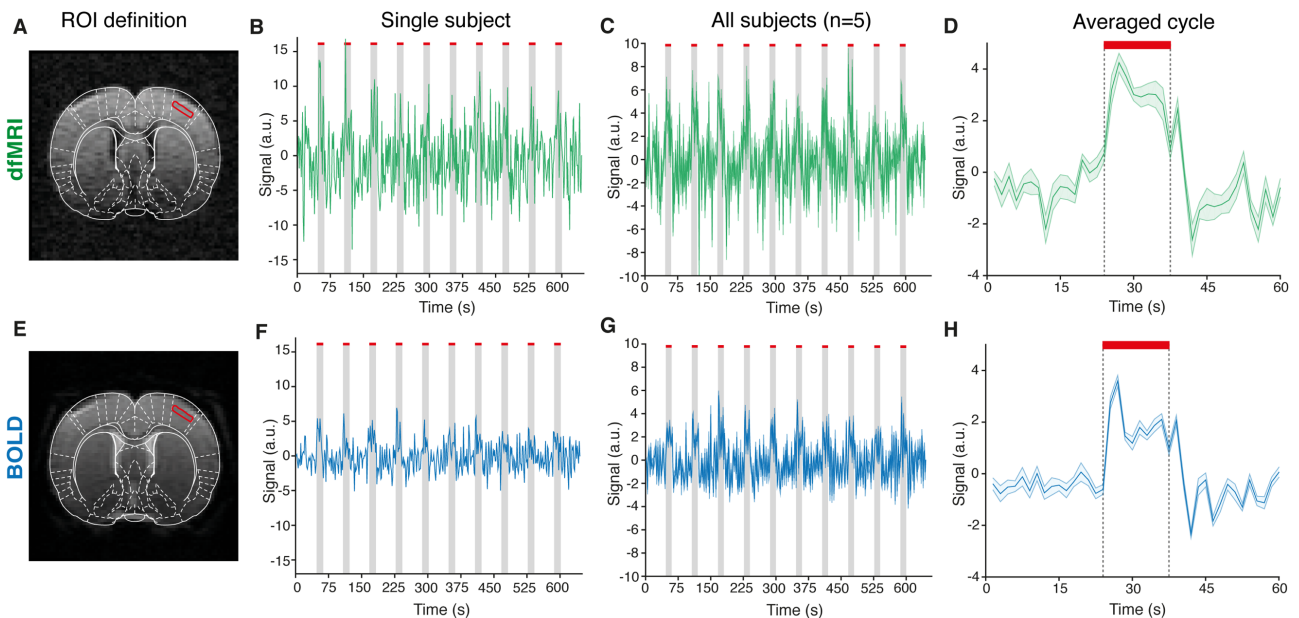 ROI definition
Single subject
All subjects (n=5)
Averaged cycle
A
B
C
D
dfMRI
Signal (a.u.)
15
10
5
0
-5
-10
-15
0 75 150 225 300 375 450 525 600
Time (s)
Signal (a.u.)
10
8
6
4
2
0
-2
-4
-6
-8
-10
0 75 150 225 300 375 450 525 600
Time (s)
Signal (a.u.)
4
2
0
-2
-4
0 15 30 45 60
Time (s)
E
F
G
H
BOLD
Signal (a.u.)
15
10
5
0
-5
-10
-15
0 75 150 225 300 375 450 525 600
Time (s)
Signal (a.u.)
10
8
6
4
2
0
-2
-4
-6
-8
-10
0 75 150 225 300 375 450 525 600
Time (s)
Signal (a.u.)
4
2
0
-2
-4
0 15 30 45 60
Time (s)